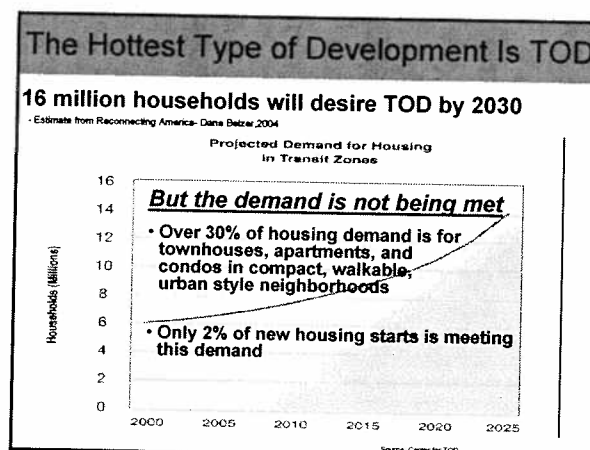 The Hottest Type of Development Is TOD
16 million households will desire TOD by 2030
- Estimate from Reconnecting America- Dena Belzer,2004
Projected Demand for Housing
in Transit Zones
16
14
12
10
8
6
4
2
0
Households (Millions)
But the demand is not being met
• Over 30% of housing demand is for
townhouses, apartments, and
condos in compact, walkable,
urban style neighborhoods
• Only 2% of new housing starts is meeting
this demand
2000 2005 2010 2015 2020 2025
Source: Center for TOD